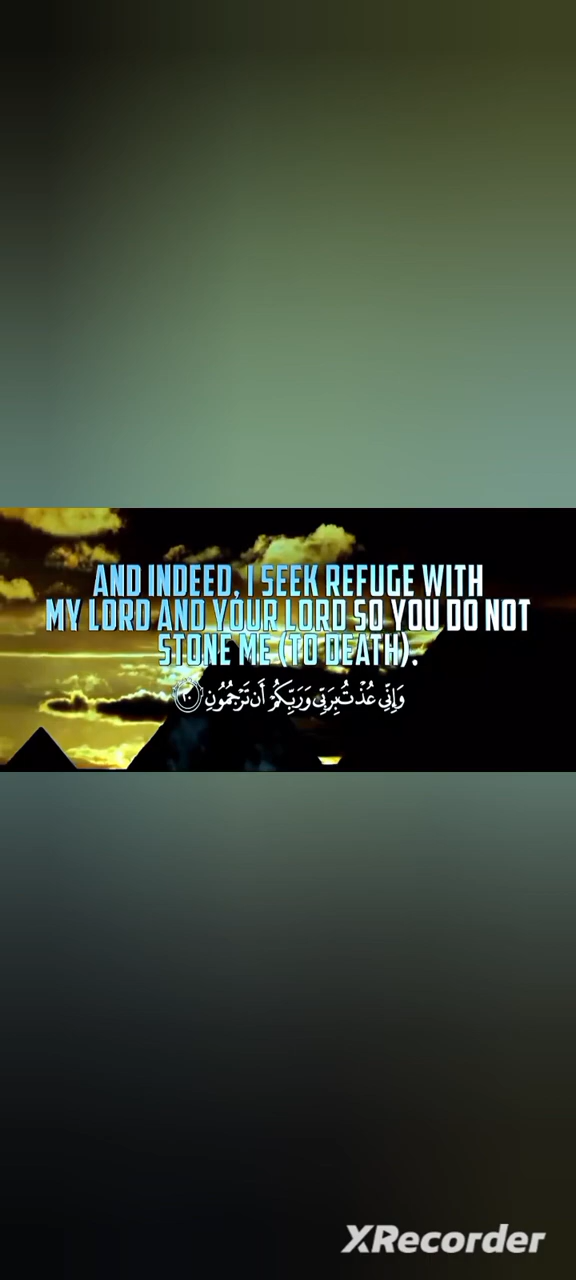 AND INDEED, I SEEK REFUGE WITH
MY LORD AND YOUR LORD SO YOU DO NOT
STONE ME (TO DEATH).
وَإِنِّي عُذْتُ بِرَبِّي وَرَبِّكُمْ أَن تَرْجُمُونِ ٢٠
XRecorder